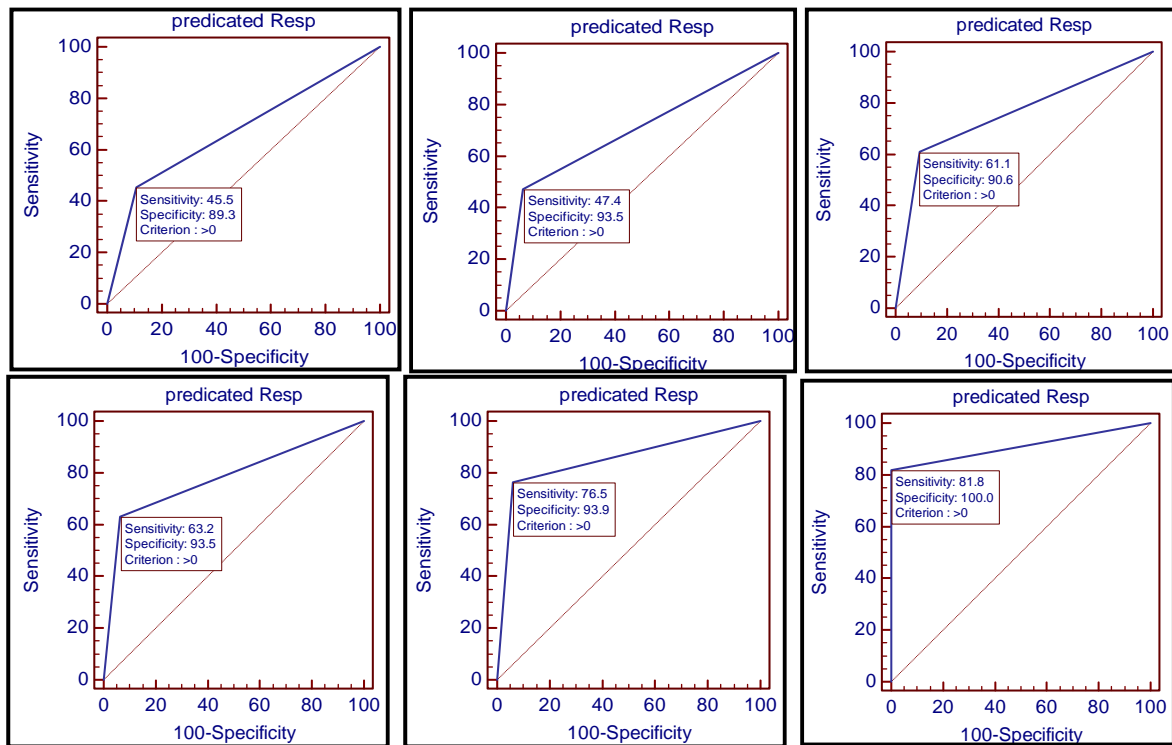 predicated Resp
100
80
60
40
20
0
Sensitivity
Sensitivity: 45.5
Specificity: 89.3
Criterion : >0
0 20 40 60 80 100
100-Specificity
predicated Resp
100
80
60
40
20
0
Sensitivity
Sensitivity: 47.4
Specificity: 93.5
Criterion : >0
0 20 40 60 80 100
100-Specificity
predicated Resp
100
80
60
40
20
0
Sensitivity
Sensitivity: 61.1
Specificity: 90.6
Criterion : >0
0 20 40 60 80 100
100-Specificity
predicated Resp
100
80
60
40
20
0
Sensitivity
Sensitivity: 63.2
Specificity: 93.5
Criterion : >0
0 20 40 60 80 100
100-Specificity
predicated Resp
100
80
60
40
20
0
Sensitivity
Sensitivity: 76.5
Specificity: 93.9
Criterion : >0
0 20 40 60 80 100
100-Specificity
predicated Resp
100
80
60
40
20
0
Sensitivity
Sensitivity: 81.8
Specificity: 100.0
Criterion : >0
0 20 40 60 80 100
100-Specificity